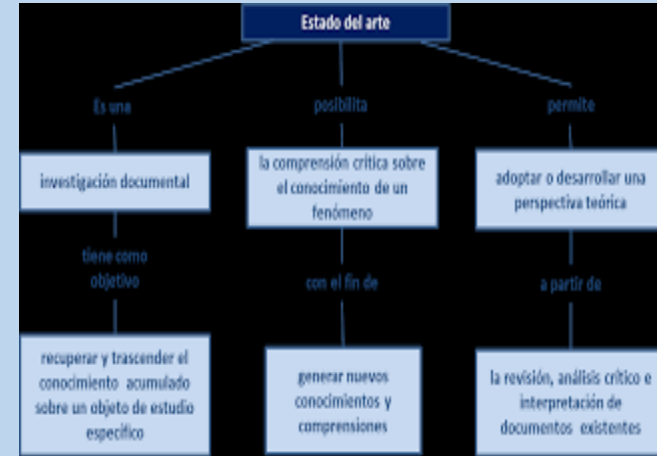 Estado del arte
Es una
posibilita
permite
investigación documental
la comprensión crítica sobre
el conocimiento de un
fenómeno
adoptar o desarrollar una
perspectiva teórica
tiene como
objetivo
con el fin de
a partir de
recuperar y trascender el
conocimiento acumulado
sobre un objeto de estudio
específico
generar nuevos
conocimientos y
comprensiones
la revisión, análisis crítico e
interpretación de
documentos existentes